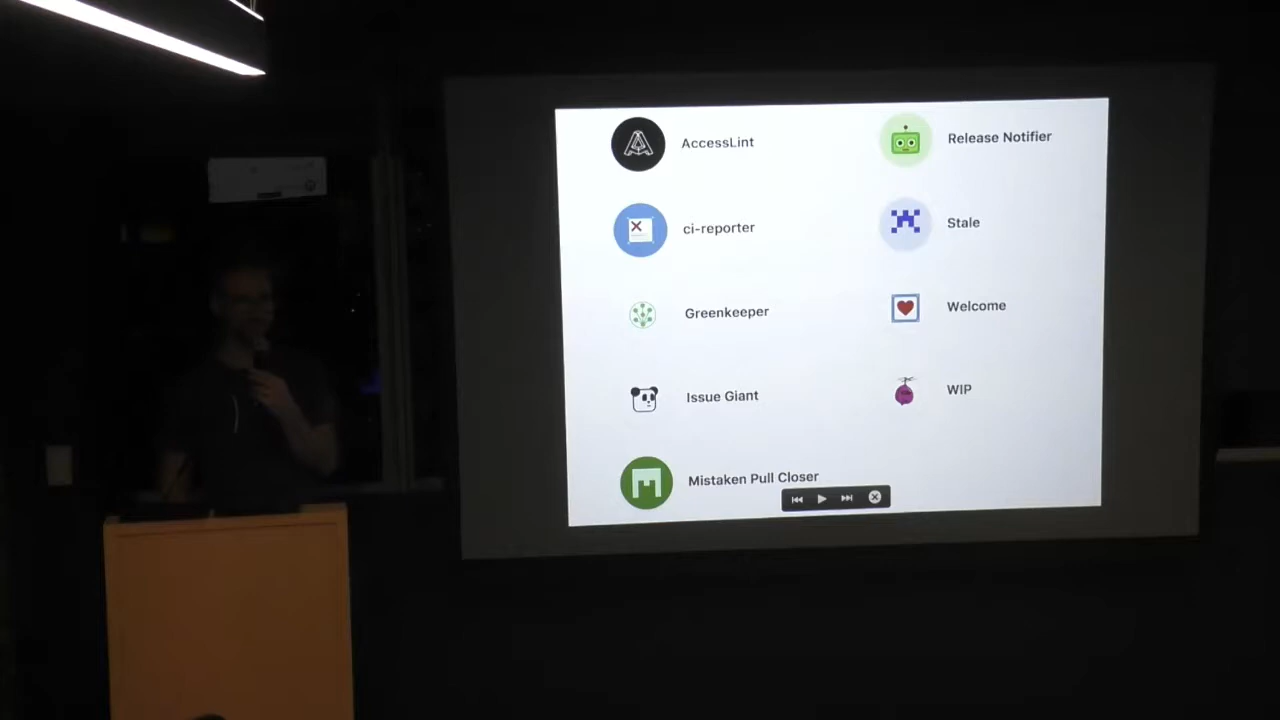 AccessLint
ci-reporter
Greenkeeper
Issue Giant
Mistaken Pull Closer
Release Notifier
Stale
Welcome
WIP